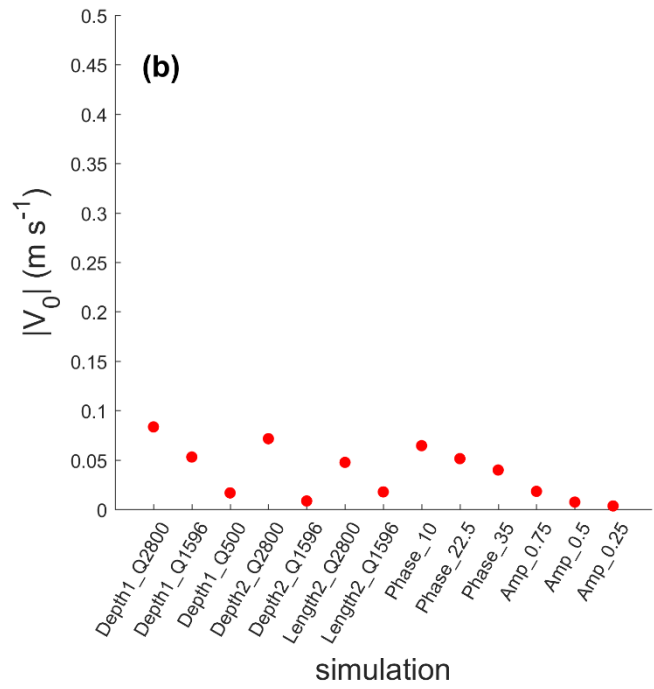 (b)
0.5
0.45
0.4
0.35
0.3
0.25
0.2
0.15
0.1
0.05
0
|V_0| (m s^-1)
Depth1_Q2800
Depth1_Q1596
Depth1_Q500
Depth2_Q2800
Depth2_Q1596
Length2_Q2800
Length2_Q1596
Phase_10
Phase_22.5
Phase_35
Amp_0.75
Amp_0.5
Amp_0.25
simulation